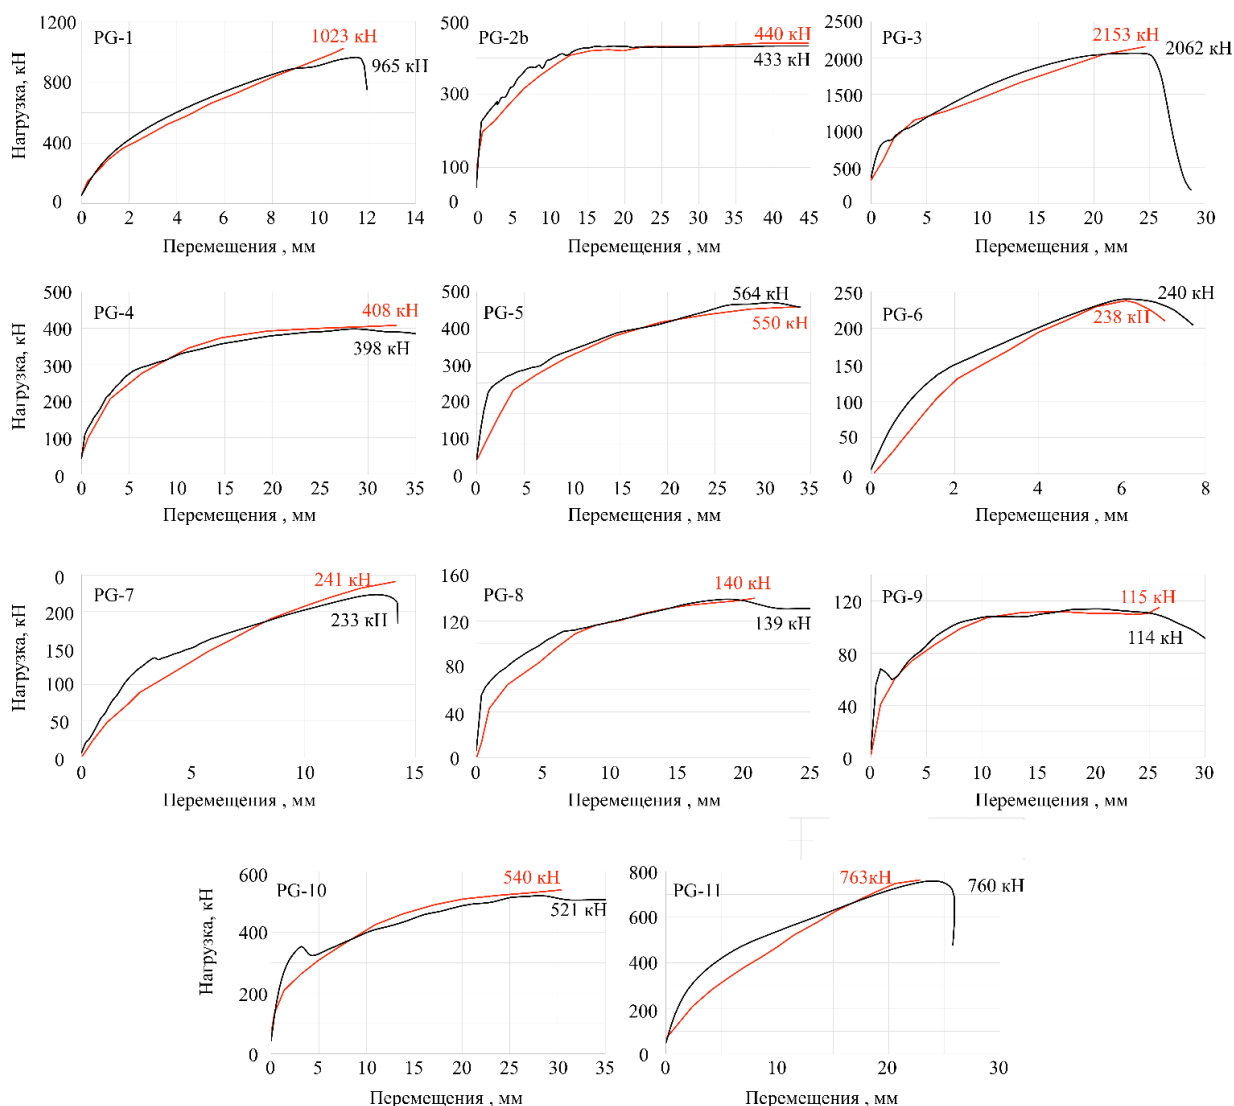 Нагрузка, кН
1200
1000
800
400
200
0
PG-1
1023 кН
965 кН
0 2 4 6 8 10 12 14
Перемещения , мм
500
400
300
100
0
PG-2b
440 кН
433 кН
0 5 10 15 20 25 30 35 40 45
Перемещения , мм
2500
2000
1500
1000
500
0
PG-3
2153 кН
2062 кН
0 5 10 15 20 25 30
Перемещения , мм
Нагрузка, кН
500
400
300
200
100
0
PG-4
408 кН
398 кН
0 5 10 15 20 25 30 35
Перемещения , мм
500
400
300
200
100
0
PG-5
564 кН
550 кН
0 5 10 15 20 25 30 35
Перемещения , мм
250
200
150
100
50
0
PG-6
240 кН
238 кП
0 2 4 6 8
Перемещения , мм
Нагрузка, кН
0
200
150
100
50
0
PG-7
241 кН
233 кП
0 5 10 15
Перемещения , мм
160
120
80
40
0
PG-8
140 кН
139 кН
0 5 10 15 20 25
Перемещения , мм
120
80
40
0
PG-9
115 кН
114 кН
0 5 10 15 20 25 30
Перемещения , мм
Нагрузка, кН
600
400
200
0
PG-10
540 кН
521 кН
0 5 10 15 20 25 30 35
Перемещения , мм
800
600
400
200
0
PG-11
763кН
760 кН
0 10 20 30
Перемещения , мм